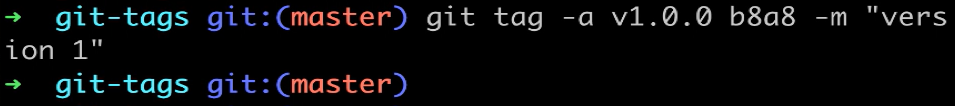 ➜  git-tags git:(master) git tag -a v1.0.0 b8a8 -m "vers
ion 1"
➜  git-tags git:(master)